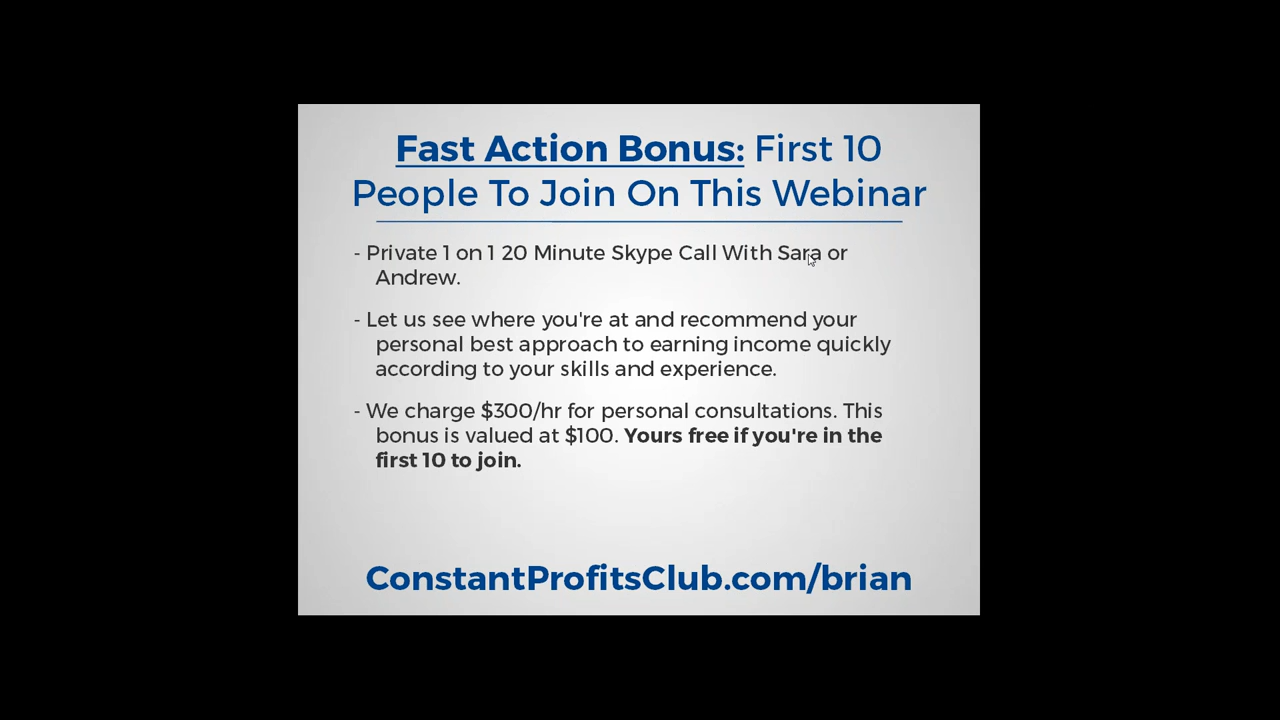 Fast Action Bonus: First 10
People To Join On This Webinar
- Private 1 on 1 20 Minute Skype Call With Sara or
Andrew.
- Let us see where you're at and recommend your
personal best approach to earning income quickly
according to your skills and experience.
- We charge $300/hr for personal consultations. This
bonus is valued at $100. Yours free if you're in the
first 10 to join.
ConstantProfitsClub.com/brian